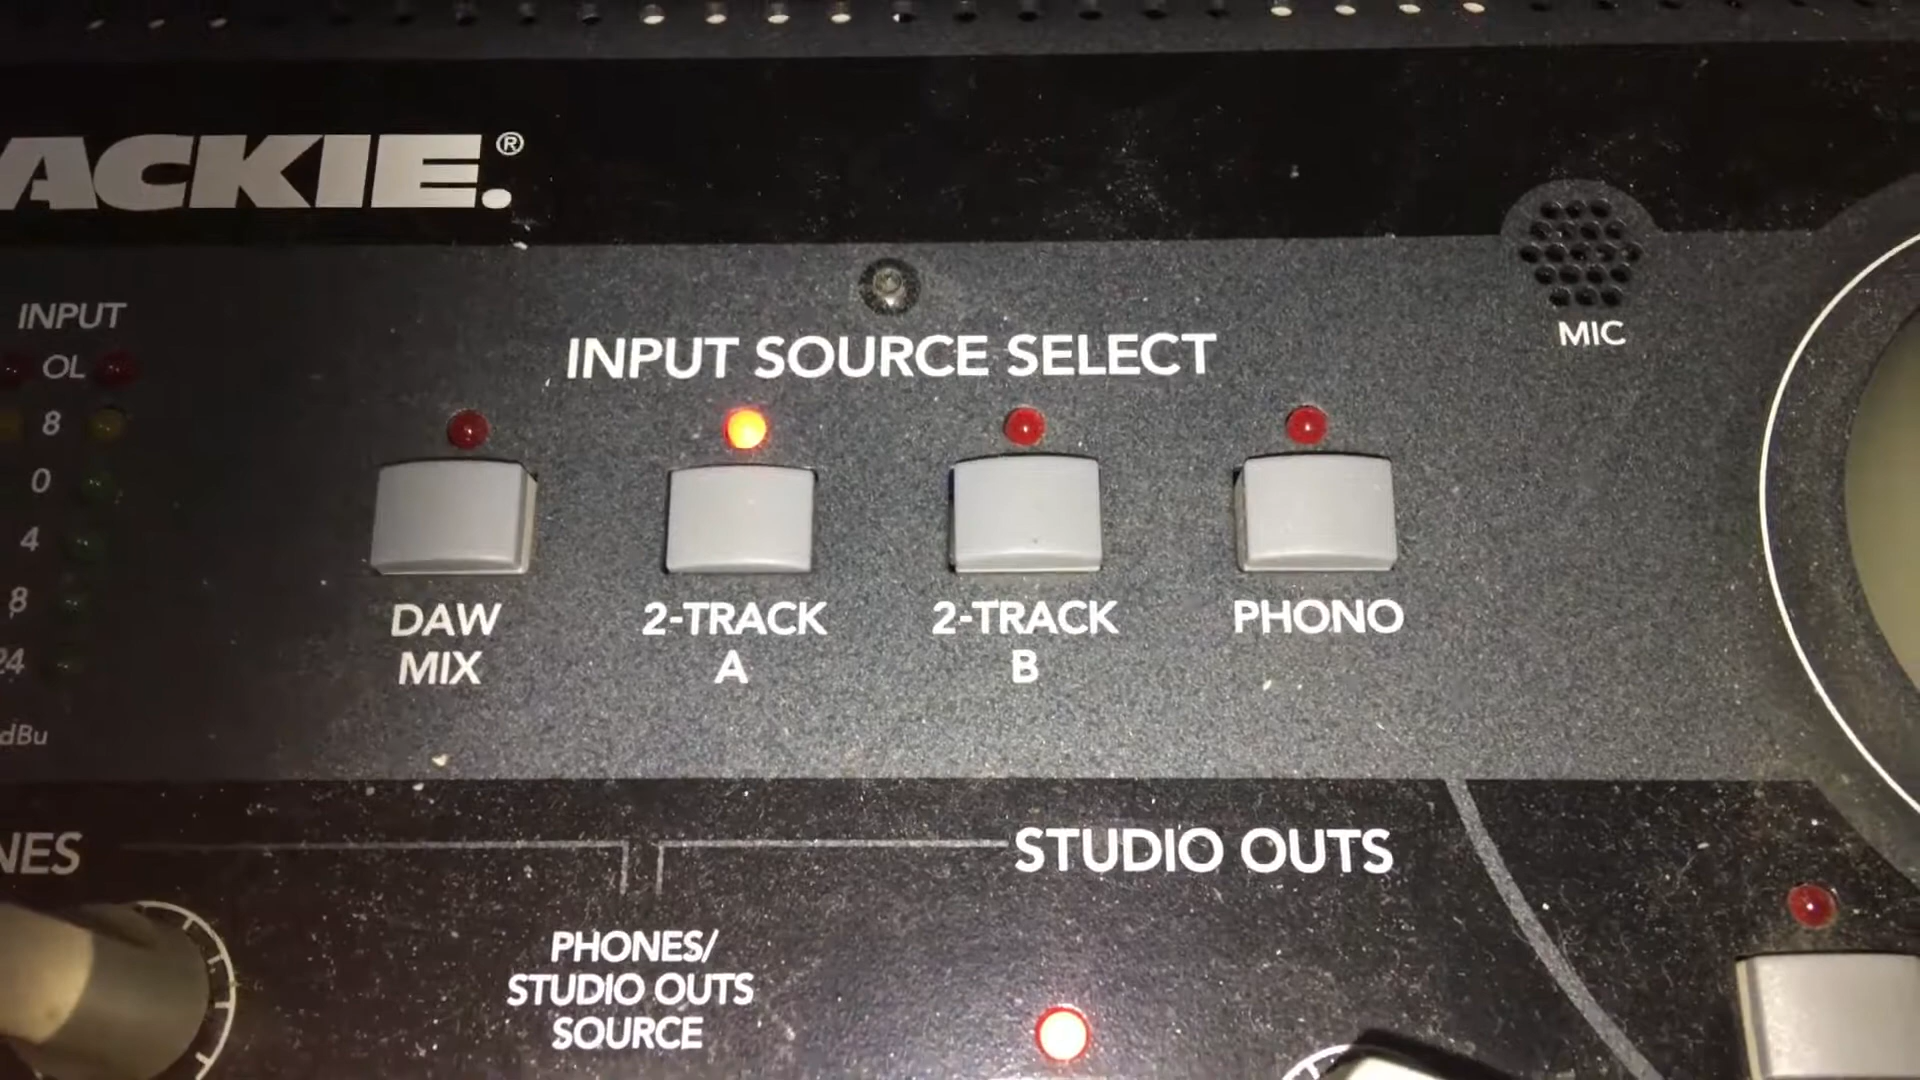 ACKIE.®
INPUT
OL
8
0
4
8
24
dBu
INPUT SOURCE SELECT
MIC
DAW
MIX
2-TRACK
A
2-TRACK
B
PHONO
NES
STUDIO OUTS
PHONES/
STUDIO OUTS
SOURCE